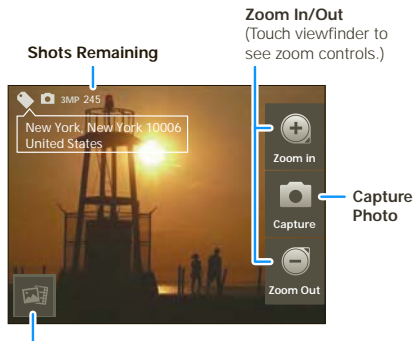 Zoom In/Out
(Touch viewfinder to
see zoom controls.)
Shots Remaining
3MP 245
New York, New York 10006
United States
Zoom in
Capture
Capture
Photo
Zoom Out